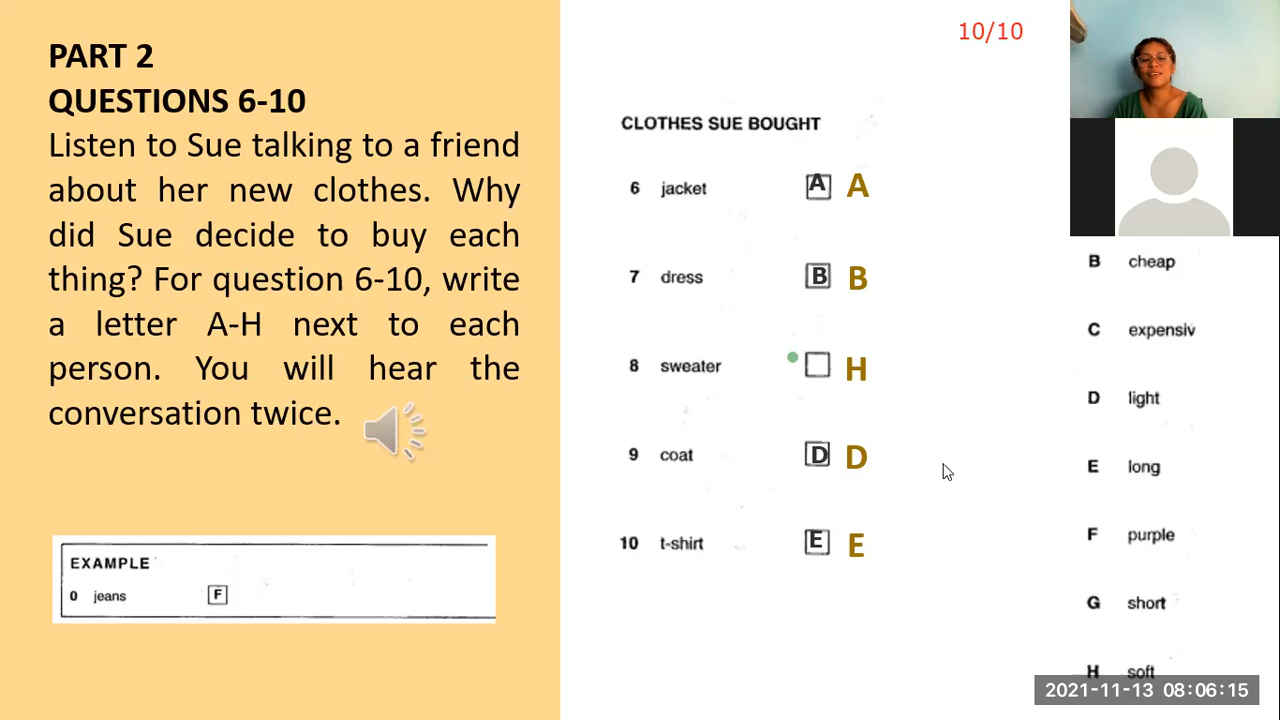 PART 2
QUESTIONS 6-10
Listen to Sue talking to a friend
about her new clothes. Why
did Sue decide to buy each
thing? For question 6-10, write
a letter A-H next to each
person. You will hear the
conversation twice.
EXAMPLE
0 jeans F
10/10
CLOTHES SUE BOUGHT
6 jacket A A
7 dress B B
8 sweater H
9 coat D D
10 t-shirt E E
B cheap
C expensiv
D light
E long
F purple
G short
H soft
2021-11-13 08:06:15